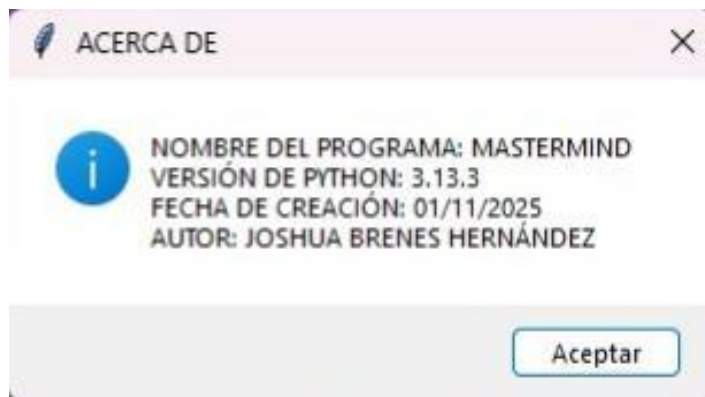 ACERCA DE
NOMBRE DEL PROGRAMA: MASTERMIND
VERSIÓN DE PYTHON: 3.13.3
FECHA DE CREACIÓN: 01/11/2025
AUTOR: JOSHUA BRENES HERNÁNDEZ
Aceptar